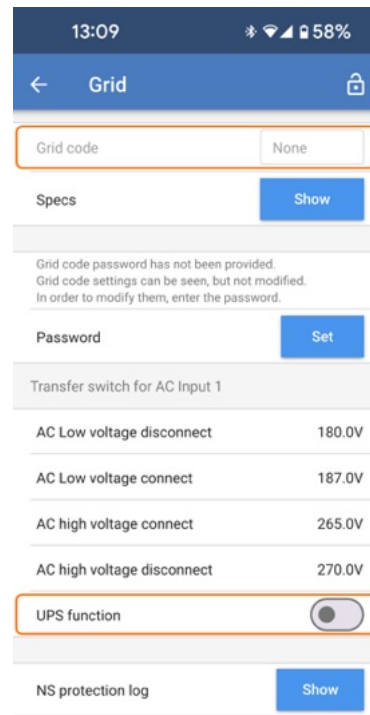 13:09 58%
Grid
Grid code None
Specs Show
Grid code password has not been provided.
Grid code settings can be seen, but not modified.
In order to modify them, enter the password.
Password Set
Transfer switch for AC Input 1
AC Low voltage disconnect 180.0V
AC Low voltage connect 187.0V
AC high voltage connect 265.0V
AC high voltage disconnect 270.0V
UPS function
NS protection log Show